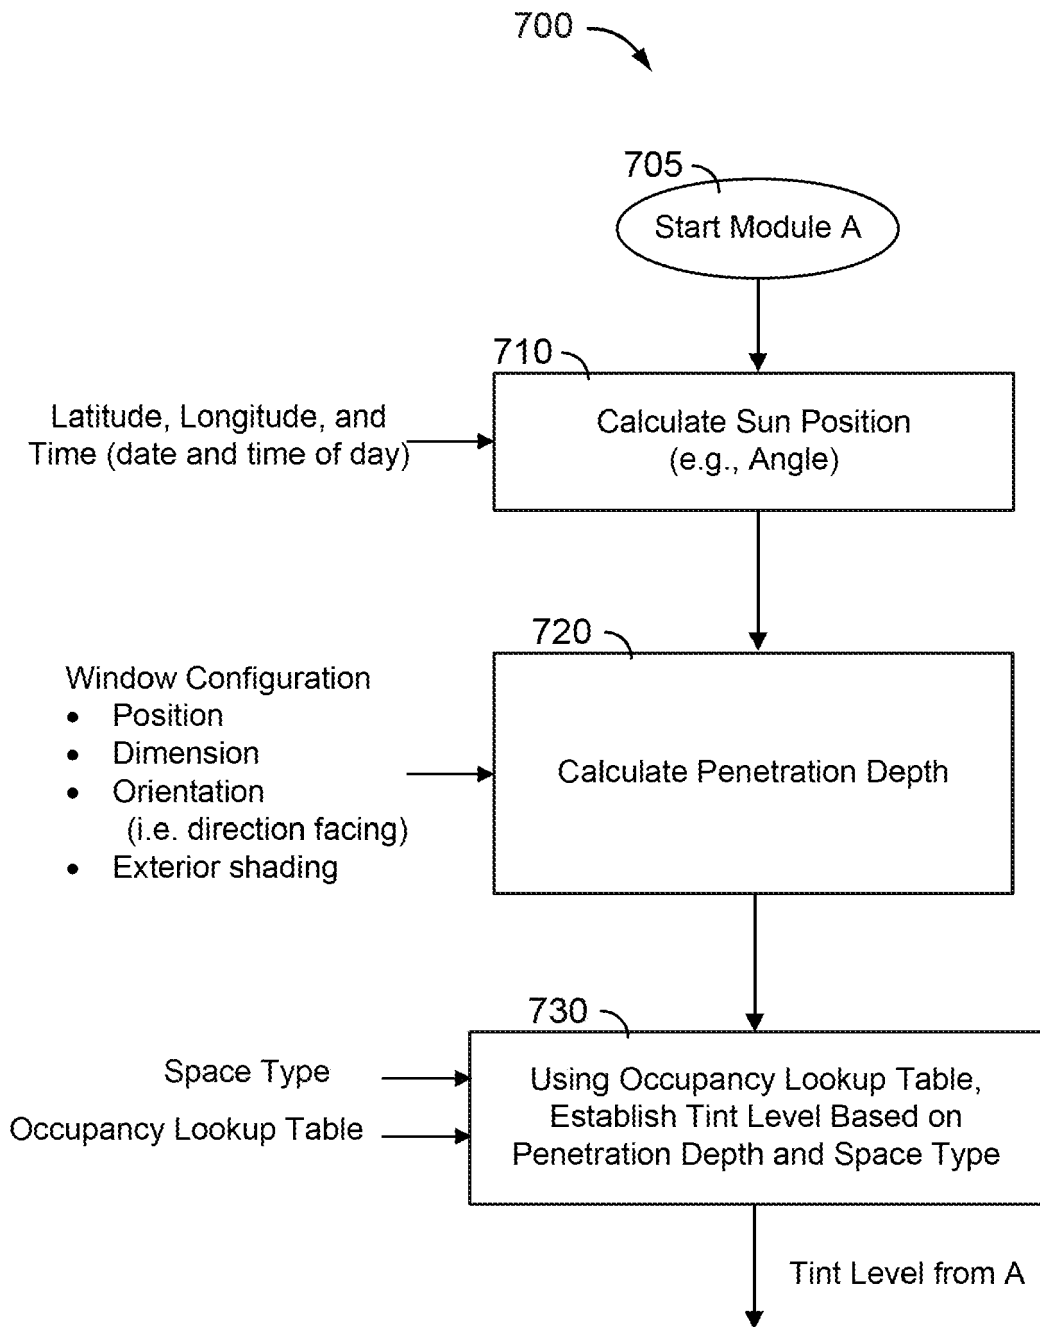 700
705
Start Module A
710
Latitude, Longitude, and
Time (date and time of day)
Calculate Sun Position
(e.g., Angle)
720
Window Configuration
• Position
• Dimension
• Orientation
(i.e. direction facing)
• Exterior shading
Calculate Penetration Depth
730
Space Type
Occupancy Lookup Table
Using Occupancy Lookup Table,
Establish Tint Level Based on
Penetration Depth and Space Type
Tint Level from A